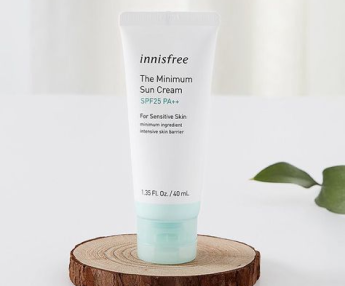 innisfree
The Minimum
Sun Cream
SPF25 PA++
For Sensitive Skin
minimum ingredient
intensive skin barrier
1.35 Fl. Oz. / 40 mL.